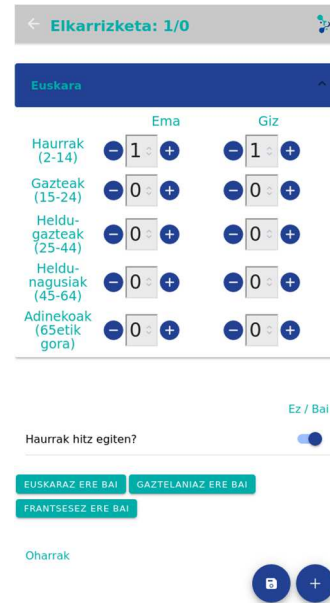 Elkarrizketa: 1/0
Euskara
Ema Giz
Haurrak
(2-14) 1 1
Gazteak
(15-24) 0 0
Heldu-
gazteak
(25-44) 0 0
Heldu-
nagusiak
(45-64) 0 0
Adinekoak
(65etik
gora) 0 0
Ez / Bai
Haurrak hitz egiten?
EUSKARAZ ERE BAI GAZTELANIAZ ERE BAI
FRANTSESEZ ERE BAI
Oharrak